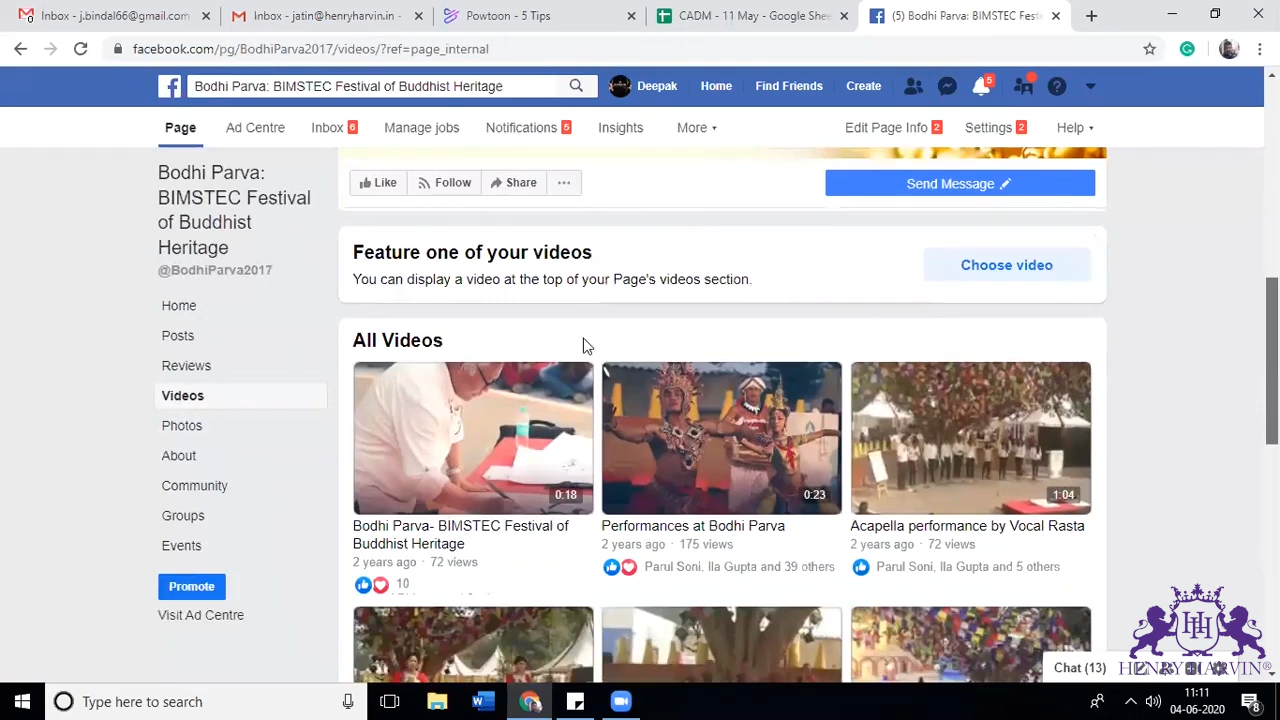 Inbox - j.bindal66@gmail.com
Inbox - jatin@henryharvin.in -
Powtoon - 5 Tips
CADM - 11 May - Google Shee
(5) Bodhi Parva: BIMSTEC Fest
facebook.com/pg/BodhiParva2017/videos/?ref=page_internal
Bodhi Parva: BIMSTEC Festival of Buddhist Heritage
Deepak
Home
Find Friends
Create
5
Page
Ad Centre
Inbox 6
Manage jobs
Notifications 5
Insights
More
Edit Page Info 2
Settings 2
Help
Bodhi Parva:
BIMSTEC Festival
of Buddhist
Heritage
@BodhiParva2017
Home
Posts
Reviews
Videos
Photos
About
Community
Groups
Events
Promote
Visit Ad Centre
Like
Follow
Share
Send Message
Feature one of your videos
You can display a video at the top of your Page's videos section.
Choose video
All Videos
0:18
Bodhi Parva- BIMSTEC Festival of
Buddhist Heritage
2 years ago · 72 views
10
0:23
Performances at Bodhi Parva
2 years ago · 175 views
Parul Soni, Ila Gupta and 39 others
1:04
Acapella performance by Vocal Rasta
2 years ago · 72 views
Parul Soni, Ila Gupta and 5 others
Chat (13)
HH
HENRY HARVIN®
Type here to search
11:11
04-06-2020
8